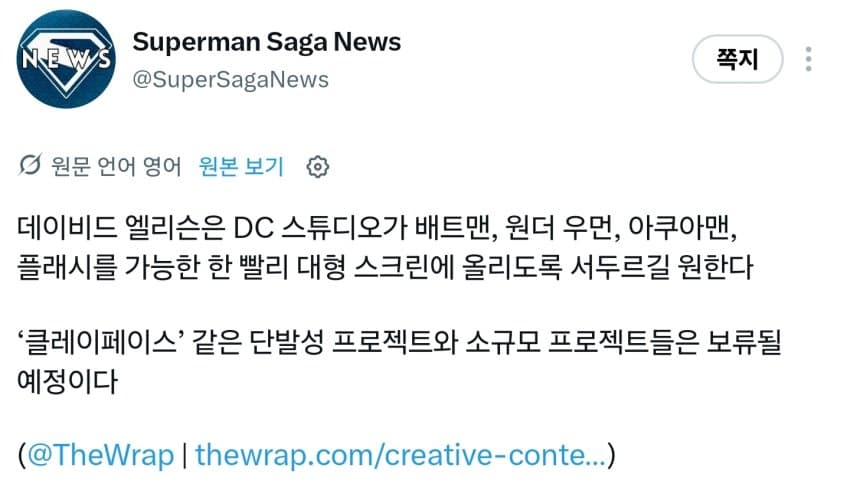 NEWS
Superman Saga News
@SuperSagaNews
쪽지
원문 언어 영어 원본 보기
데이비드 엘리슨은 DC 스튜디오가 배트맨, 원더 우먼, 아쿠아맨,
플래시를 가능한 한 빨리 대형 스크린에 올리도록 서두르길 원한다
‘클레이페이스’ 같은 단발성 프로젝트와 소규모 프로젝트들은 보류될
예정이다
(@TheWrap | thewrap.com/creative-conte...)